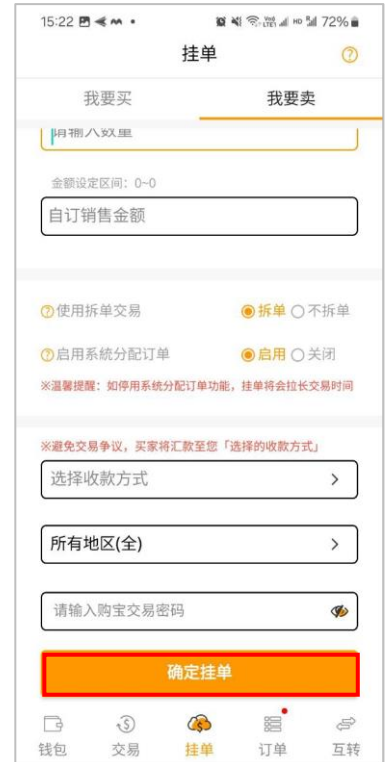 15:22 72%
挂单
我要买 我要卖
请输入数量
金额设定区间：0~0
自订销售金额
使用拆单交易 拆单 不拆单
启用系统分配订单 启用 关闭
※温馨提醒：如停用系统分配订单功能，挂单将会拉长交易时间
※避免交易争议，买家将汇款至您「选择的收款方式」
选择收款方式
所有地区(全)
请输入购宝交易密码
确定挂单
钱包 交易 挂单 订单 互转